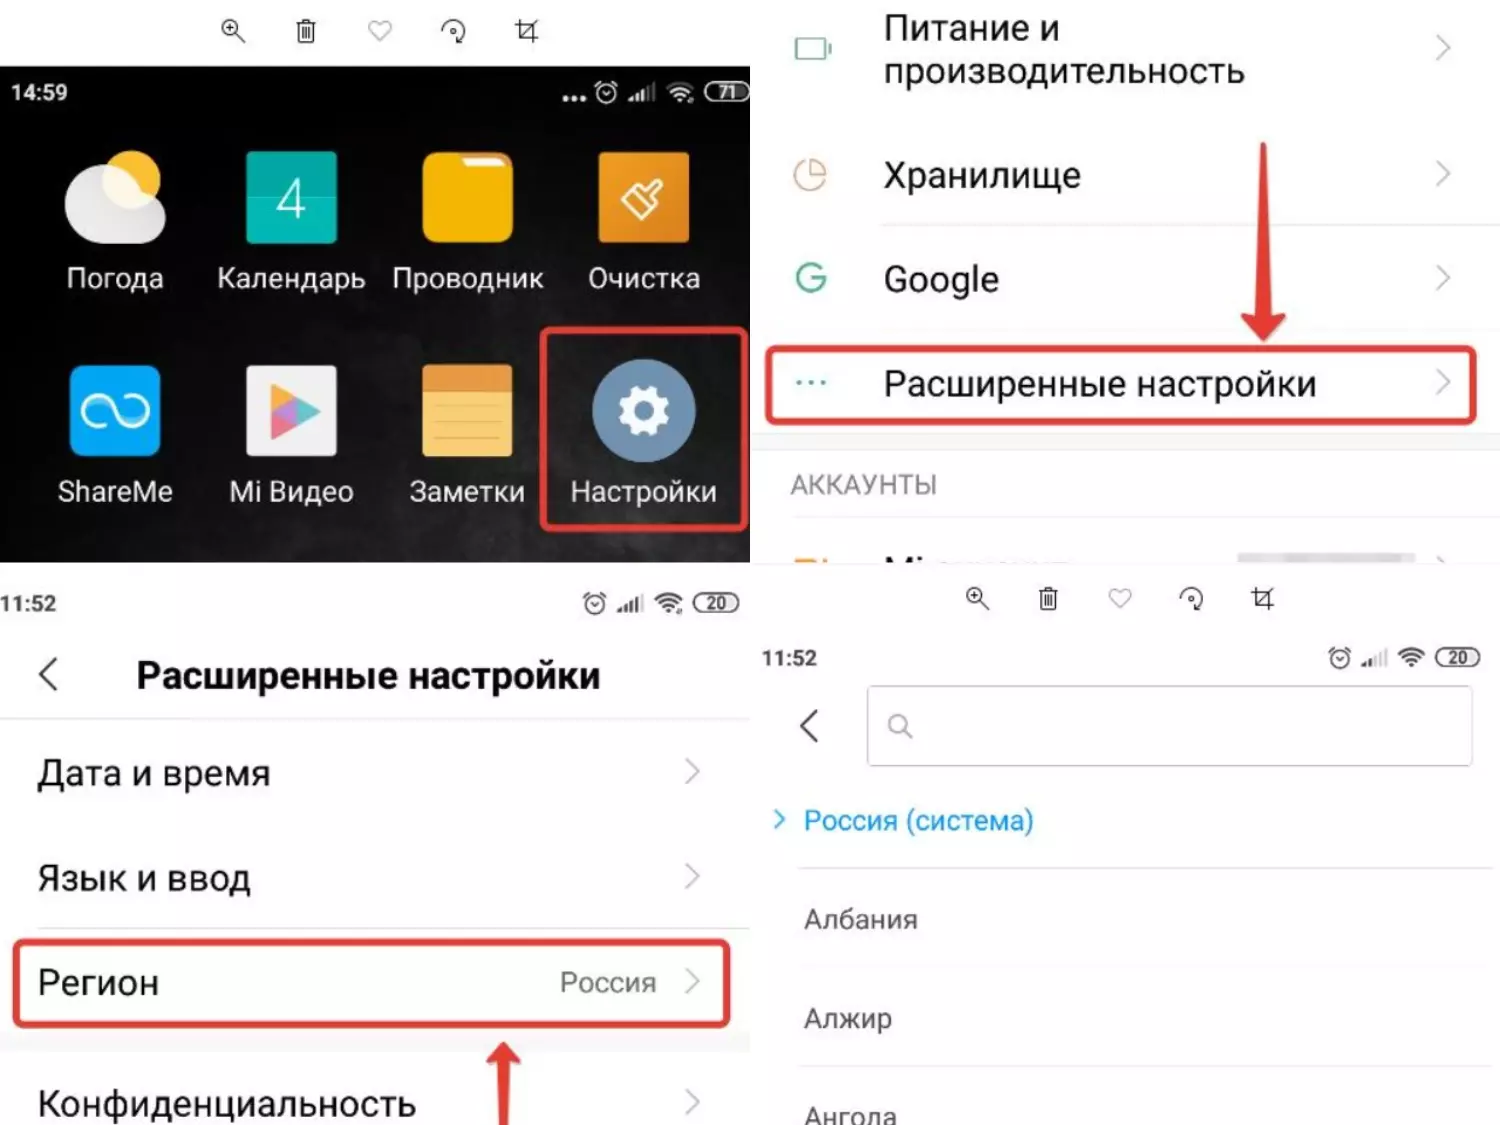 14:59
71
4
Погода
Календарь
Проводник
Очистка
ShareMe
Mi Видео
Заметки
Настройки
Питание и
производительность
Хранилище
Google
Расширенные настройки
АККАУНТЫ
11:52
20
Расширенные настройки
Дата и время
Язык и ввод
Регион
Россия
Конфиденциальность
11:52
20
Россия (система)
Албания
Алжир
Ангола